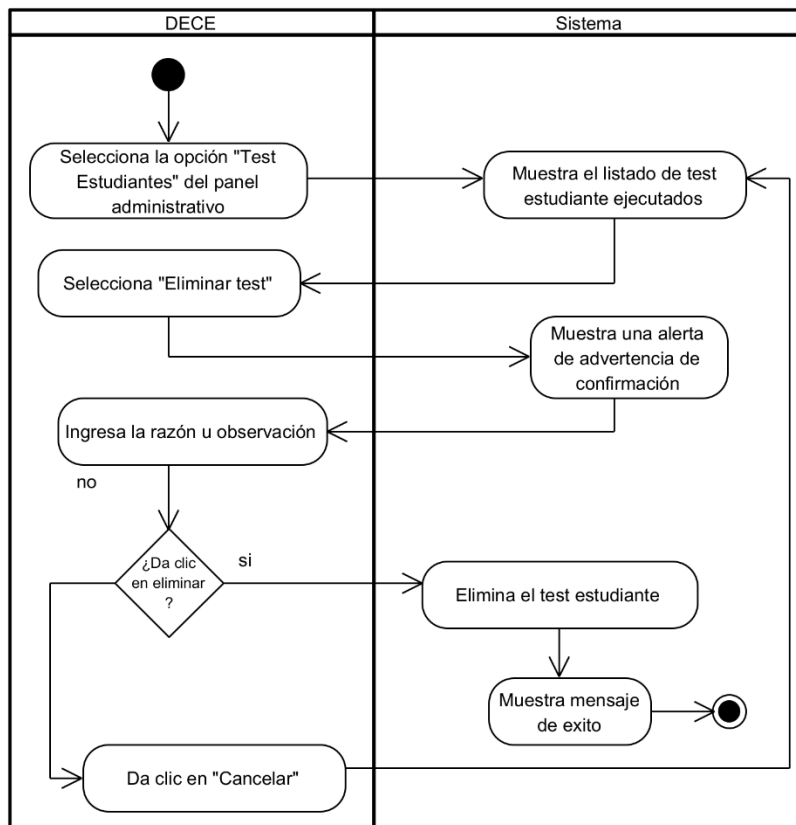 DECE
Sistema
Selecciona la opción "Test
Estudiantes" del panel
administrativo
Muestra el listado de test
estudiante ejecutados
Selecciona "Eliminar test"
Muestra una alerta
de advertencia de
confirmación
Ingresa la razón u observación
no
¿Da clic
en eliminar
?
si
Elimina el test estudiante
Muestra mensaje
de exito
Da clic en "Cancelar"